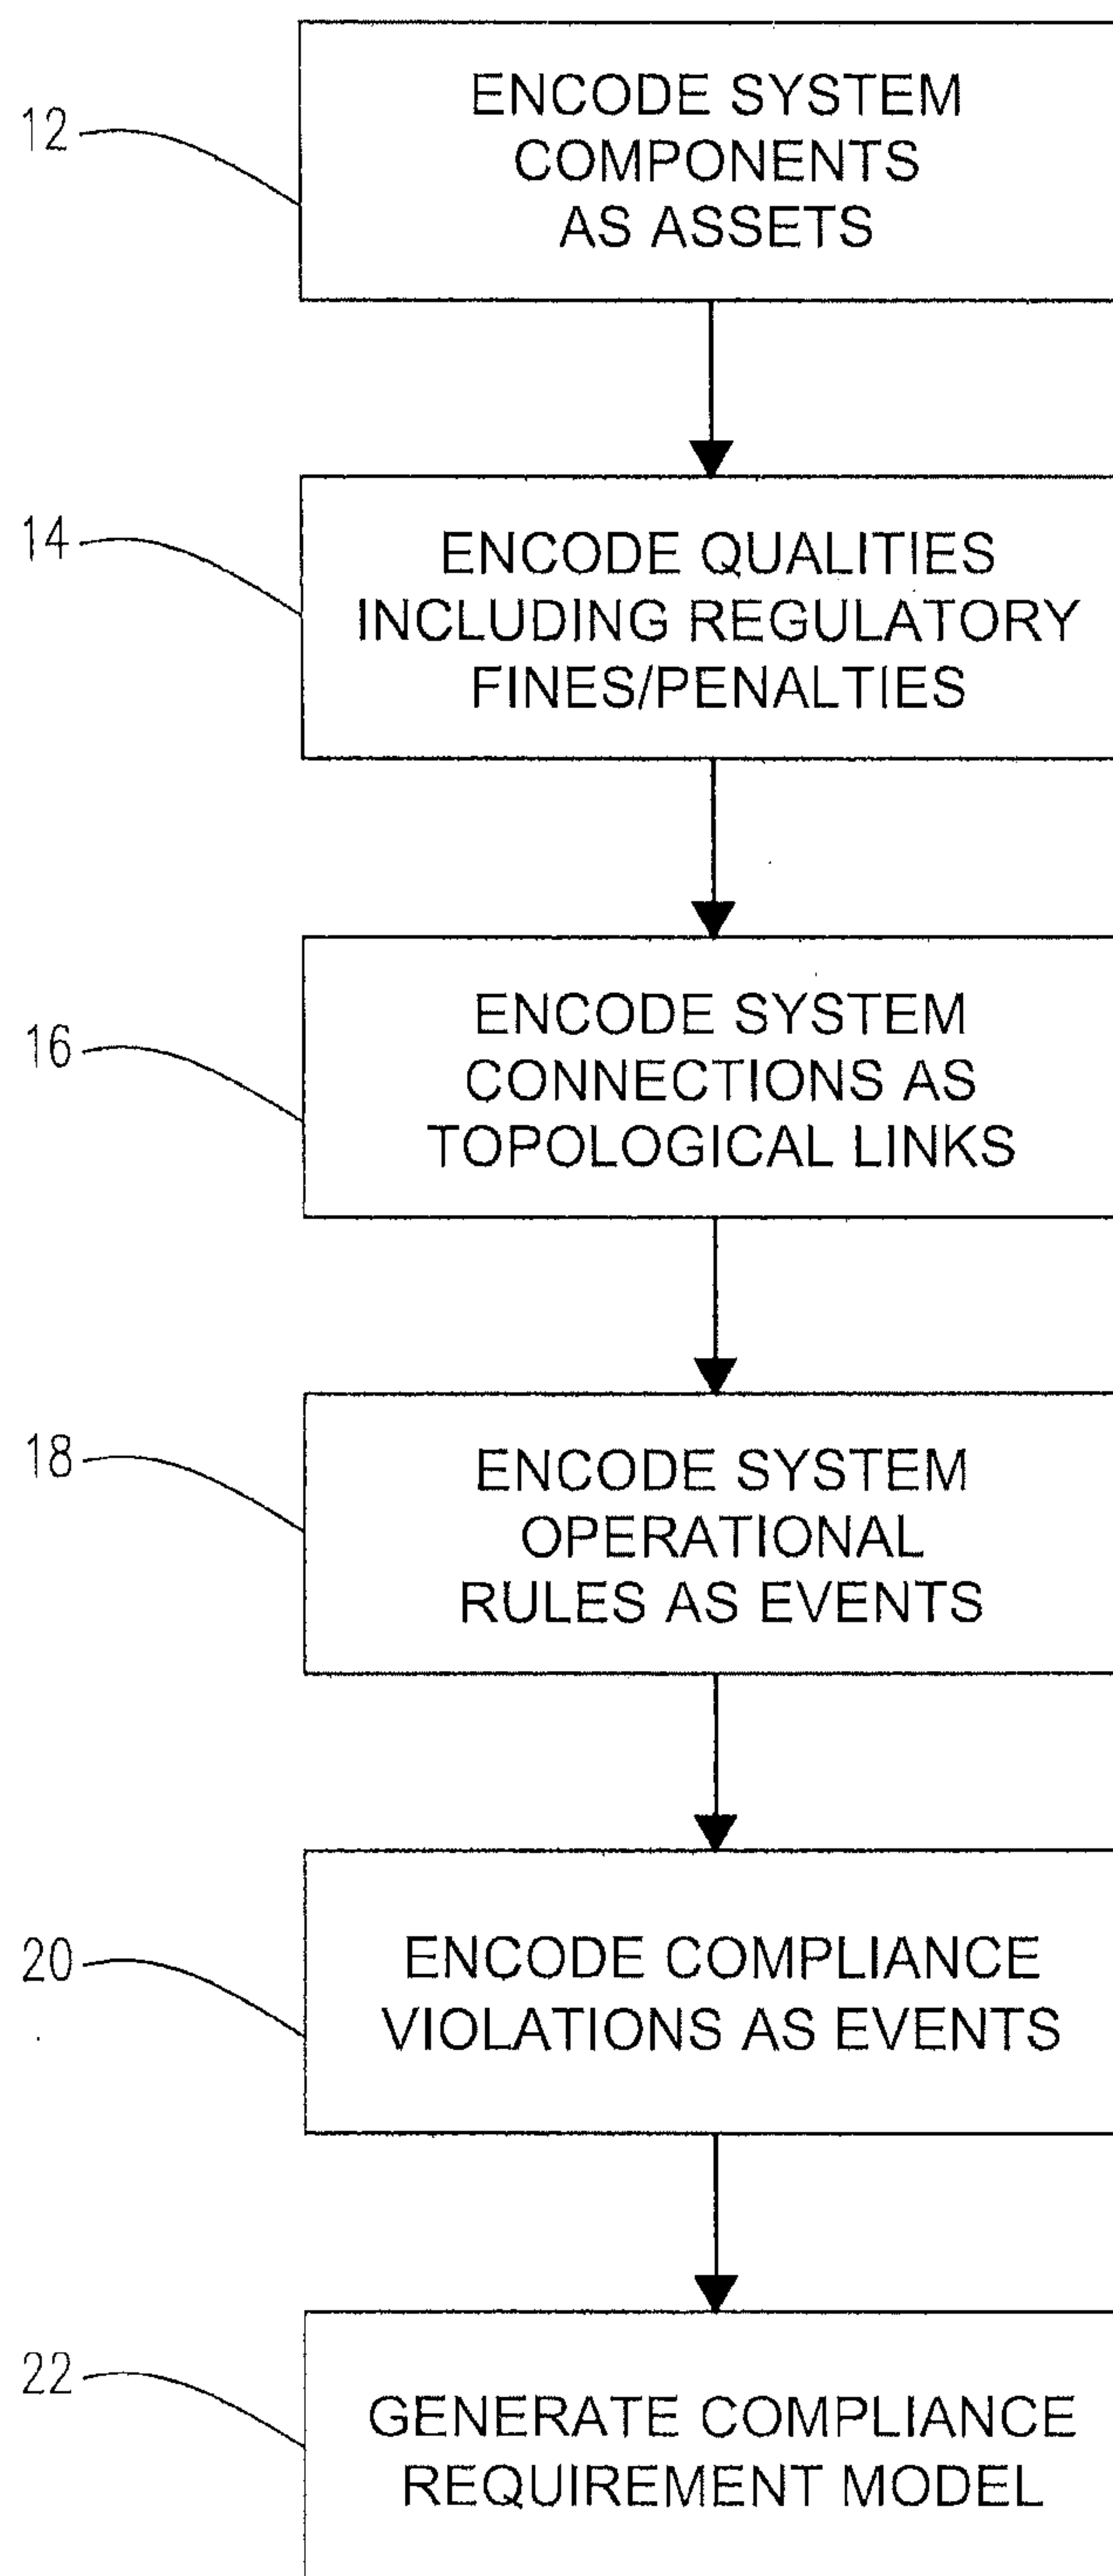 12
ENCODE SYSTEM
COMPONENTS
AS ASSETS
14
ENCODE QUALITIES
INCLUDING REGULATORY
FINES/PENALTIES
16
ENCODE SYSTEM
CONNECTIONS AS
TOPOLOGICAL LINKS
18
ENCODE SYSTEM
OPERATIONAL
RULES AS EVENTS
20
ENCODE COMPLIANCE
VIOLATIONS AS EVENTS
22
GENERATE COMPLIANCE
REQUIREMENT MODEL